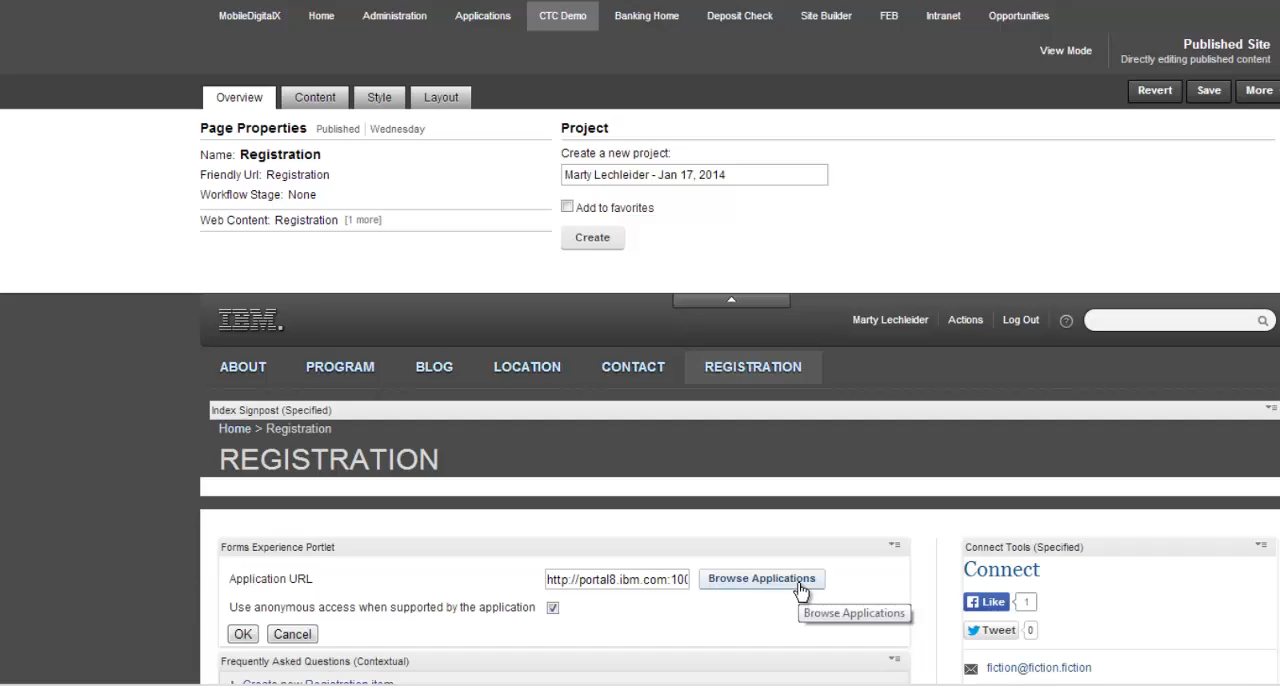 MobileDigitalX Home Administration Applications CTC Demo Banking Home Deposit Check Site Builder FEB Intranet Opportunities
View Mode
Published Site
Directly editing published content
Overview Content Style Layout
Revert Save More
Page Properties Published Wednesday
Name: Registration
Friendly Url: Registration
Workflow Stage: None
Web Content: Registration [1 more]
Project
Create a new project:
Marty Lechleider - Jan 17, 2014
Add to favorites
Create
IBM.
Marty Lechleider Actions Log Out ?
ABOUT PROGRAM BLOG LOCATION CONTACT REGISTRATION
Index Signpost (Specified)
Home > Registration
REGISTRATION
Forms Experience Portlet
Application URL http://portal8.ibm.com:100 Browse Applications
Use anonymous access when supported by the application
Browse Applications
OK Cancel
Frequently Asked Questions (Contextual)
Create new Registration item
Connect Tools (Specified)
Connect
Like 1
Tweet 0
fiction@fiction.fiction